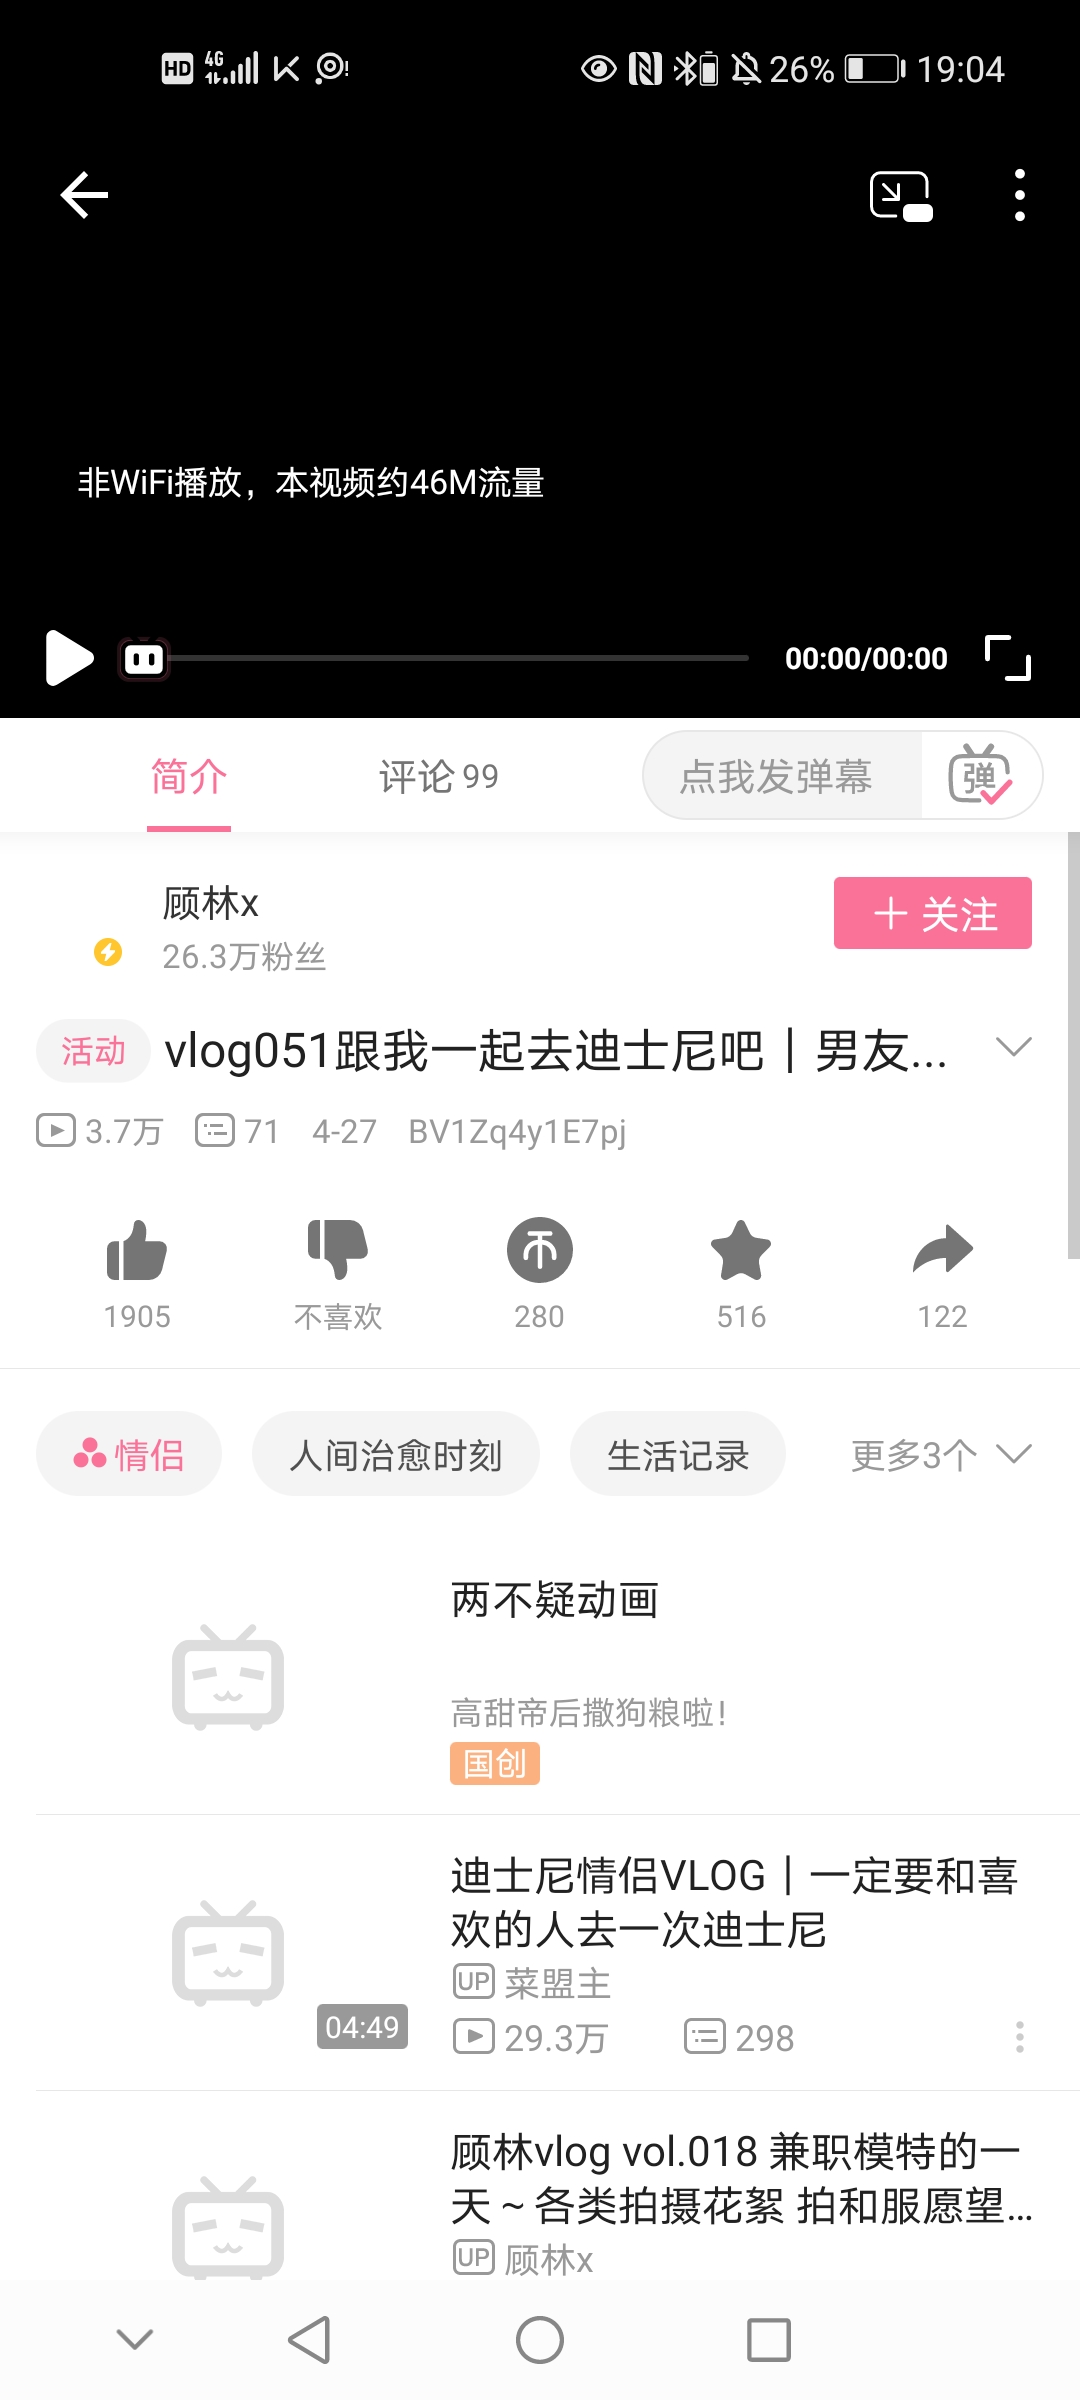 HD 4G 26% 19:04
非WiFi播放，本视频约46M流量
00:00/00:00
简介 评论 99 点我发弹幕 弹
顾林x
26.3万粉丝
关注
活动 vlog051跟我一起去迪士尼吧｜男友...
3.7万 71 4-27 BV1Zq4y1E7pj
1905 不喜欢 280 516 122
情侣 人间治愈时刻 生活记录 更多3个
两不疑动画
高甜帝后撒狗粮啦！
国创
迪士尼情侣VLOG｜一定要和喜
欢的人去一次迪士尼
UP 菜盟主
04:49
29.3万 298
顾林vlog vol.018 兼职模特的一
天 ~ 各类拍摄花絮 拍和服愿望...
UP 顾林x